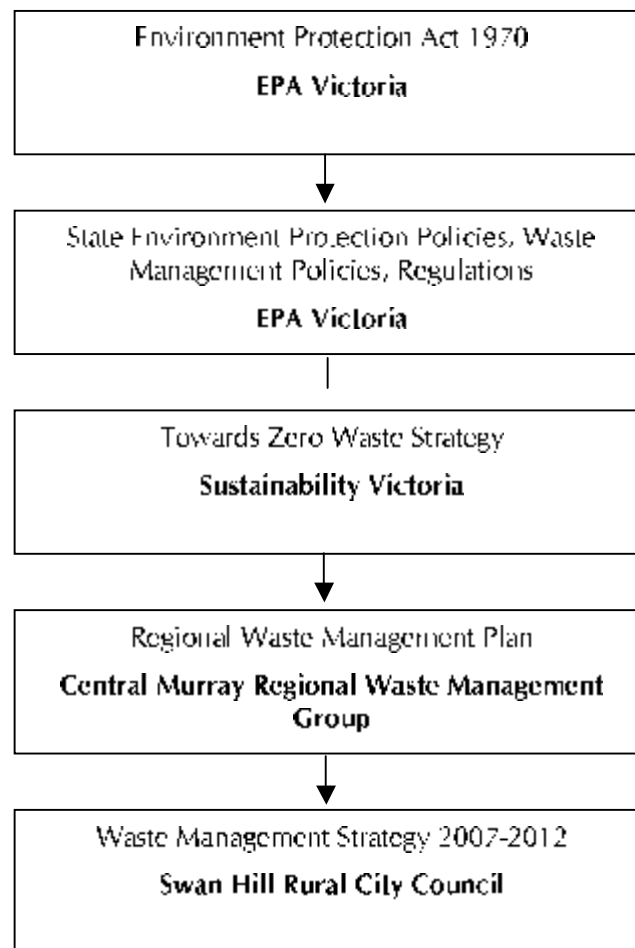 Environment Protection Act 1970
EPA Victoria
State Environment Protection Policies, Waste
Management Policies, Regulations
EPA Victoria
Towards Zero Waste Strategy
Sustainability Victoria
Regional Waste Management Plan
Central Murray Regional Waste Management
Group
Waste Management Strategy 2007-2012
Swan Hill Rural City Council